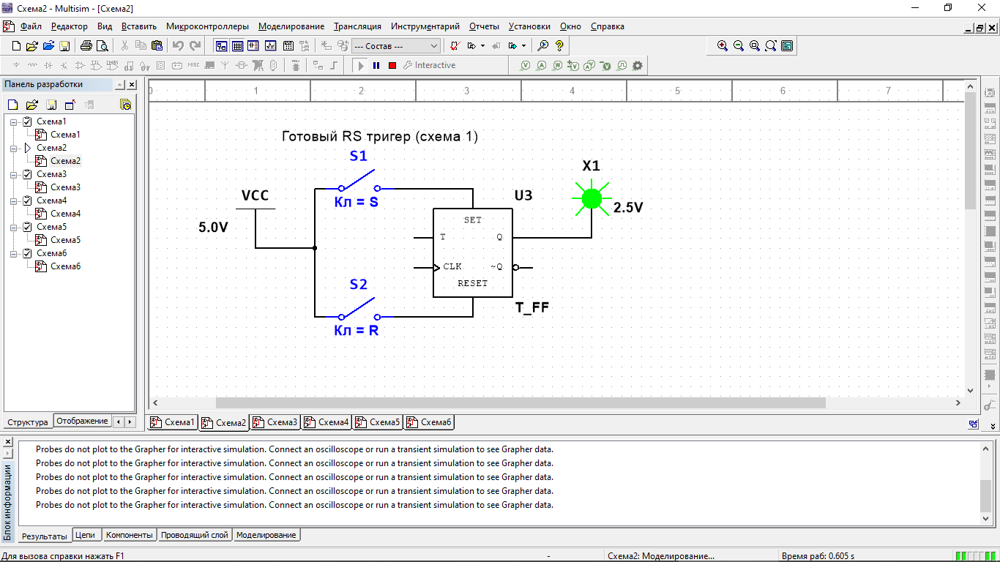 Схема2 - Multisim - [Схема2]
Файл Редактор Вид Вставить Микроконтроллеры Моделирование Трансляция Инструментарий Отчеты Установки Окно Справка
--- Состав ---
Interactive
Панель разработки
Схема1
Схема1
Схема2
Схема2
Схема3
Схема3
Схема4
Схема4
Схема5
Схема5
Схема6
Схема6
Структура Отображение
0 1 2 3 4 5 6 7
Готовый RS тригер (схема 1)
S1
X1
VCC
Кл = S
U3
2.5V
5.0V
SET
T Q
CLK ~Q
RESET
S2
T_FF
Кл = R
Схема1 Схема2 Схема3 Схема4 Схема5 Схема6
Блок информации
Probes do not plot to the Grapher for interactive simulation. Connect an oscilloscope or run a transient simulation to see Grapher data.
Probes do not plot to the Grapher for interactive simulation. Connect an oscilloscope or run a transient simulation to see Grapher data.
Probes do not plot to the Grapher for interactive simulation. Connect an oscilloscope or run a transient simulation to see Grapher data.
Probes do not plot to the Grapher for interactive simulation. Connect an oscilloscope or run a transient simulation to see Grapher data.
Probes do not plot to the Grapher for interactive simulation. Connect an oscilloscope or run a transient simulation to see Grapher data.
Результаты Цепи Компоненты Проводящий слой Моделирование
Для вызова справки нажать F1 - Схема2: Моделирование... Время раб: 0.605 s